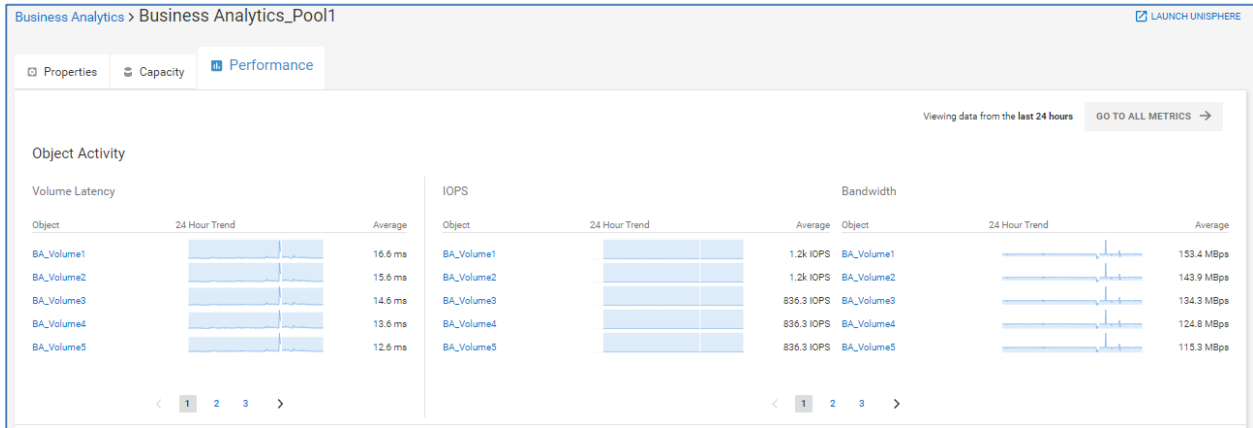 Business Analytics > Business Analytics_Pool1
LAUNCH UNISPHERE
Properties
Capacity
Performance
Viewing data from the last 24 hours
GO TO ALL METRICS →
Object Activity
Volume Latency
Object 24 Hour Trend Average
BA_Volume1 16.6 ms
BA_Volume2 15.6 ms
BA_Volume3 14.6 ms
BA_Volume4 13.6 ms
BA_Volume5 12.6 ms
< 1 2 3 >
IOPS
Object 24 Hour Trend Average
BA_Volume1 1.2k IOPS
BA_Volume2 1.2k IOPS
BA_Volume3 836.3 IOPS
BA_Volume4 836.3 IOPS
BA_Volume5 836.3 IOPS
Bandwidth
Object 24 Hour Trend Average
BA_Volume1 153.4 MBps
BA_Volume2 143.9 MBps
BA_Volume3 134.3 MBps
BA_Volume4 124.8 MBps
BA_Volume5 115.3 MBps
< 1 2 3 >